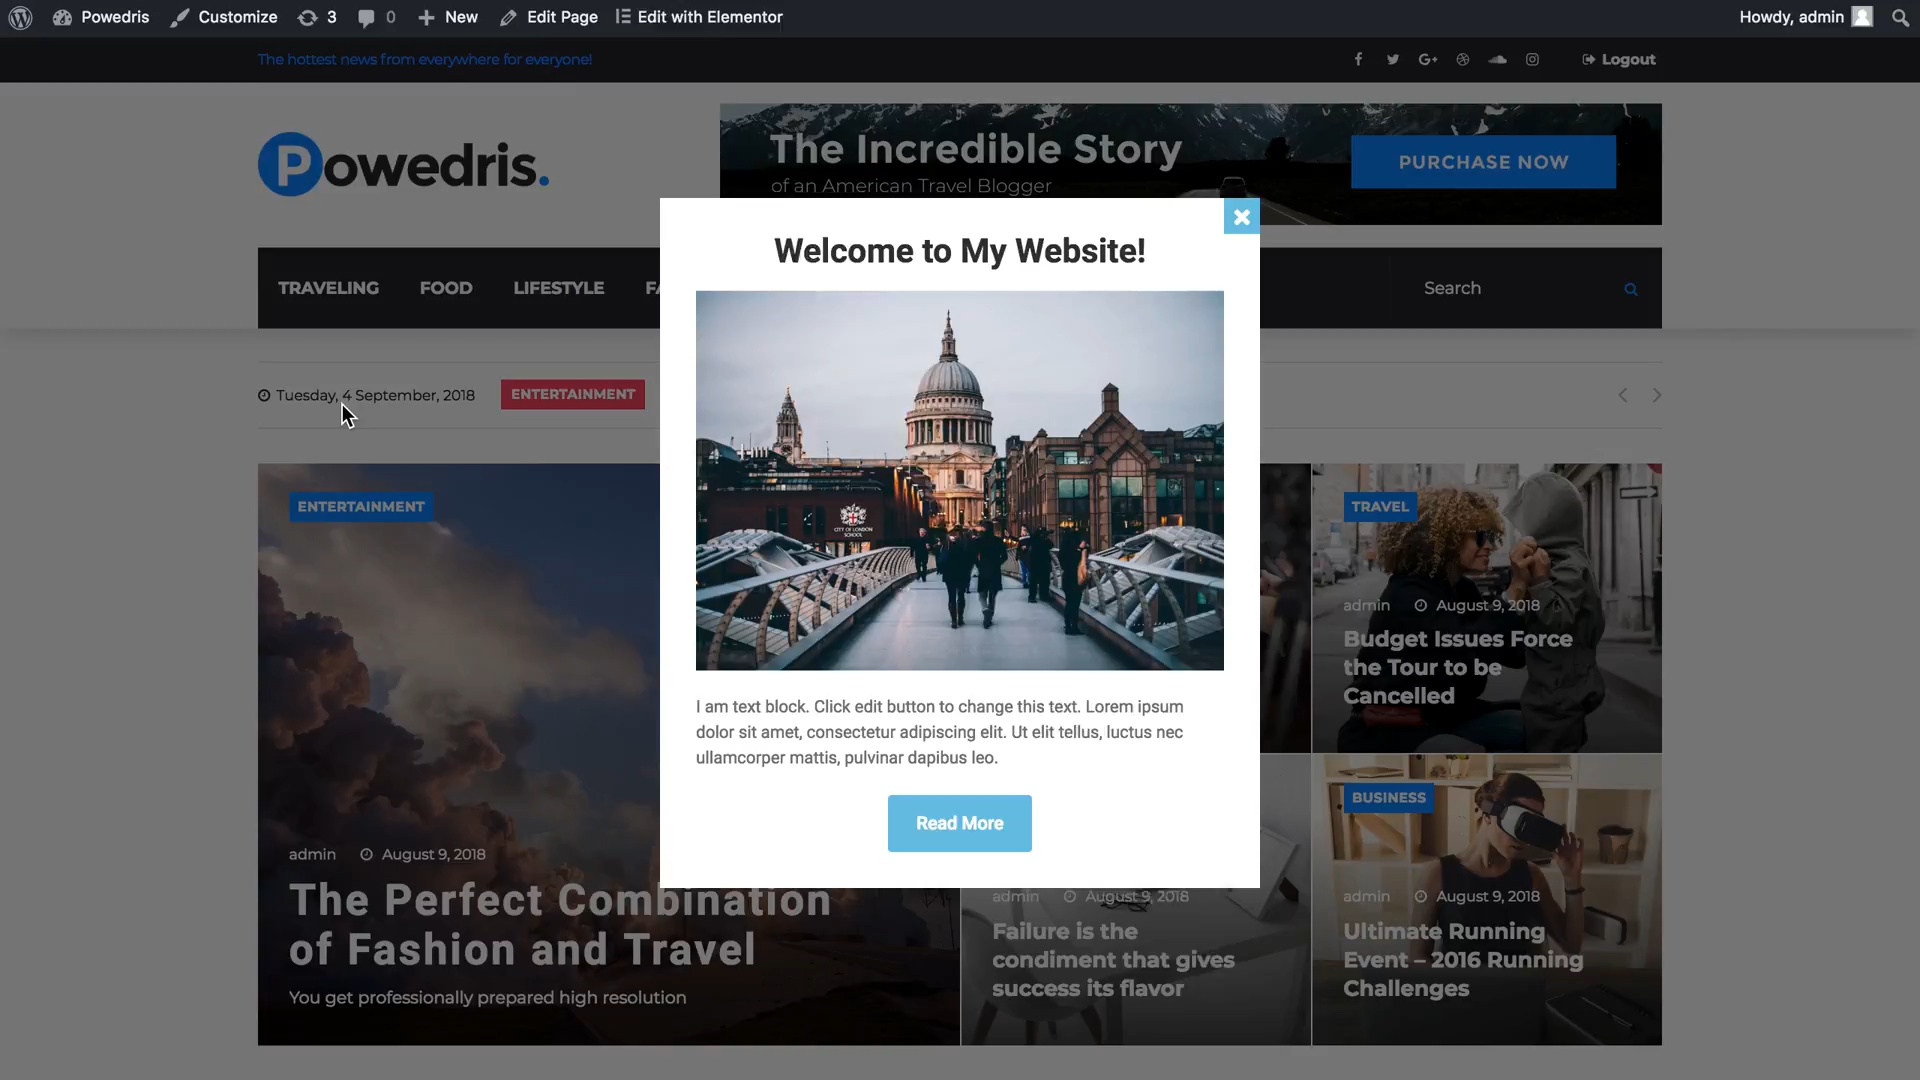 Powedris
Customize
3
0
New
Edit Page
Edit with Elementor
Howdy, admin
The hottest news from everywhere for everyone!
Logout
Powedris.
The Incredible Story
of an American Travel Blogger
PURCHASE NOW
TRAVELING
FOOD
LIFESTYLE
Search
Welcome to My Website!
Tuesday, 4 September, 2018
ENTERTAINMENT
CITY OF LONDON
SCHOOL
I am text block. Click edit button to change this text. Lorem ipsum
dolor sit amet, consectetur adipiscing elit. Ut elit tellus, luctus nec
ullamcorper mattis, pulvinar dapibus leo.
Read More
ENTERTAINMENT
admin
August 9, 2018
The Perfect Combination
of Fashion and Travel
You get professionally prepared high resolution
TRAVEL
admin
August 9, 2018
Budget Issues Force
the Tour to be
Cancelled
admin
August 9, 2018
Failure is the
condiment that gives
success its flavor
BUSINESS
admin
August 9, 2018
Ultimate Running
Event – 2016 Running
Challenges